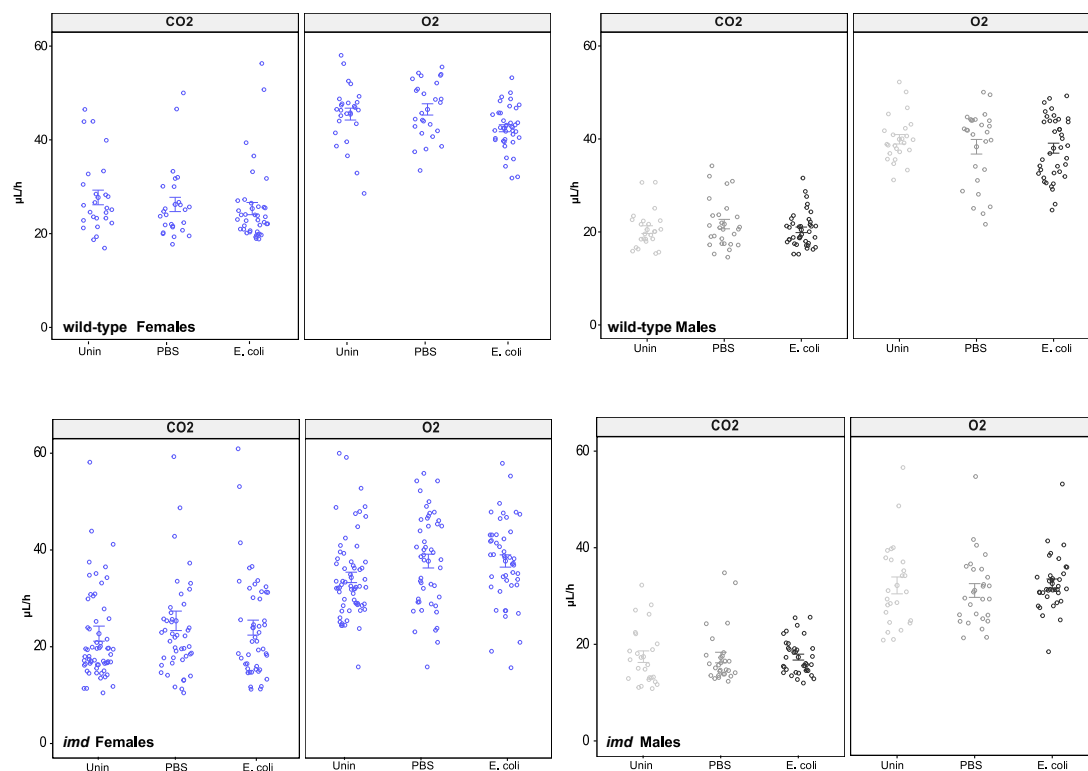 CO2 O2
60
40
20
0
µL/h
wild-type Females
Unin PBS E. coli Unin PBS E. coli
CO2 O2
60
40
20
0
µL/h
wild-type Males
Unin PBS E. coli Unin PBS E. coli
CO2 O2
60
40
20
0
µL/h
imd Females
Unin PBS E. coli Unin PBS E. coli
CO2 O2
60
40
20
0
µL/h
imd Males
Unin PBS E. coli Unin PBS E. coli